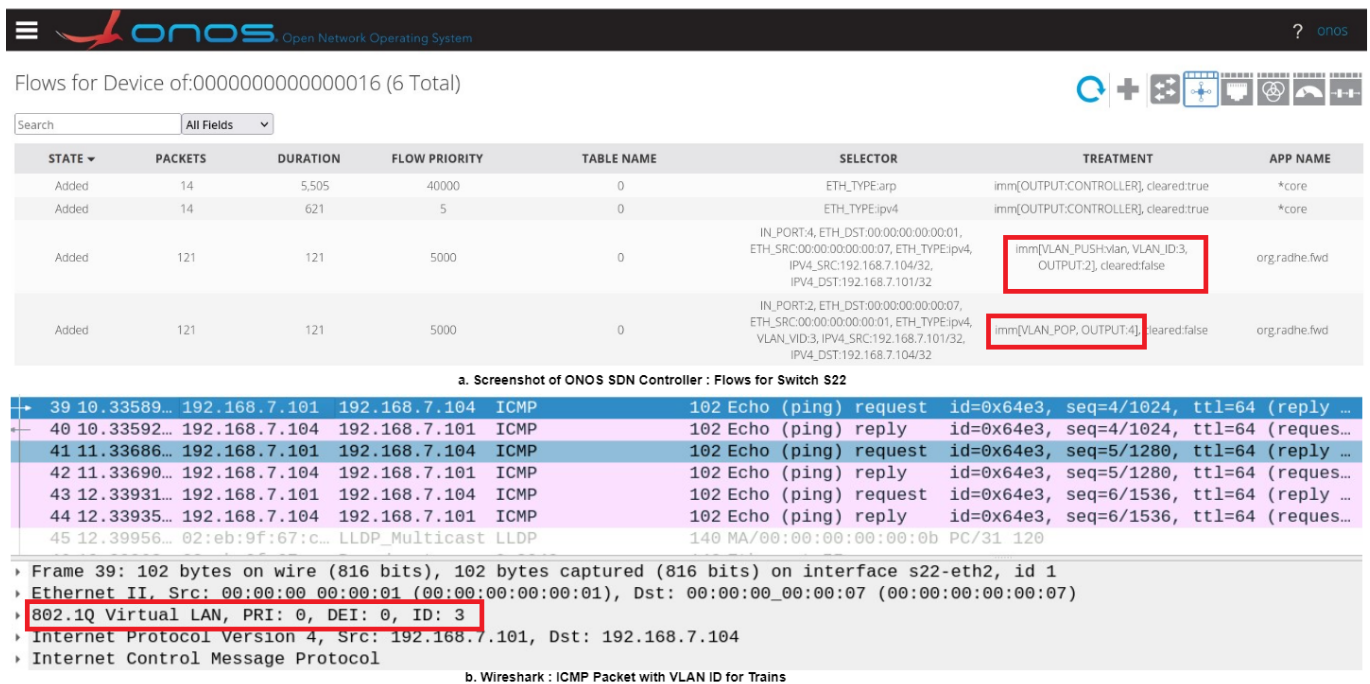 onos. Open Network Operating System ? onos
Flows for Device of:0000000000000016 (6 Total)
Search All Fields
STATE PACKETS DURATION FLOW PRIORITY TABLE NAME SELECTOR TREATMENT APP NAME
Added 14 5,505 40000 0 ETH_TYPE:arp imm[OUTPUT:CONTROLLER], cleared:true *core
Added 14 621 5 0 ETH_TYPE:ipv4 imm[OUTPUT:CONTROLLER], cleared:true *core
Added 121 121 5000 0 IN_PORT:4, ETH_DST:00:00:00:00:00:01,
ETH_SRC:00:00:00:00:00:07, ETH_TYPE:ipv4,
IPV4_SRC:192.168.7.104/32,
IPV4_DST:192.168.7.101/32
imm[VLAN_PUSH:vlan, VLAN_ID:3,
OUTPUT:2], cleared:false
org.radhe.fwd
Added 121 121 5000 0 IN_PORT:2, ETH_DST:00:00:00:00:00:07,
ETH_SRC:00:00:00:00:00:01, ETH_TYPE:ipv4,
VLAN_VID:3, IPV4_SRC:192.168.7.101/32,
IPV4_DST:192.168.7.104/32
imm[VLAN_POP, OUTPUT:4], cleared:false
org.radhe.fwd
a. Screenshot of ONOS SDN Controller : Flows for Switch S22
39 10.33589… 192.168.7.101 192.168.7.104 ICMP 102 Echo (ping) request id=0x64e3, seq=4/1024, ttl=64 (reply …
40 10.33592… 192.168.7.104 192.168.7.101 ICMP 102 Echo (ping) reply id=0x64e3, seq=4/1024, ttl=64 (reques…
41 11.33686… 192.168.7.101 192.168.7.104 ICMP 102 Echo (ping) request id=0x64e3, seq=5/1280, ttl=64 (reply …
42 11.33690… 192.168.7.104 192.168.7.101 ICMP 102 Echo (ping) reply id=0x64e3, seq=5/1280, ttl=64 (reques…
43 12.33931… 192.168.7.101 192.168.7.104 ICMP 102 Echo (ping) request id=0x64e3, seq=6/1536, ttl=64 (reply …
44 12.33935… 192.168.7.104 192.168.7.101 ICMP 102 Echo (ping) reply id=0x64e3, seq=6/1536, ttl=64 (reques…
45 12.39956… 02:eb:9f:67:c… LLDP_Multicast LLDP 140 MA/00:00:00:00:00:0b PC/31 120
Frame 39: 102 bytes on wire (816 bits), 102 bytes captured (816 bits) on interface s22-eth2, id 1
Ethernet II, Src: 00:00:00_00:00:01 (00:00:00:00:00:01), Dst: 00:00:00_00:00:07 (00:00:00:00:00:07)
802.1Q Virtual LAN, PRI: 0, DEI: 0, ID: 3
Internet Protocol Version 4, Src: 192.168.7.101, Dst: 192.168.7.104
Internet Control Message Protocol
b. Wireshark : ICMP Packet with VLAN ID for Trains